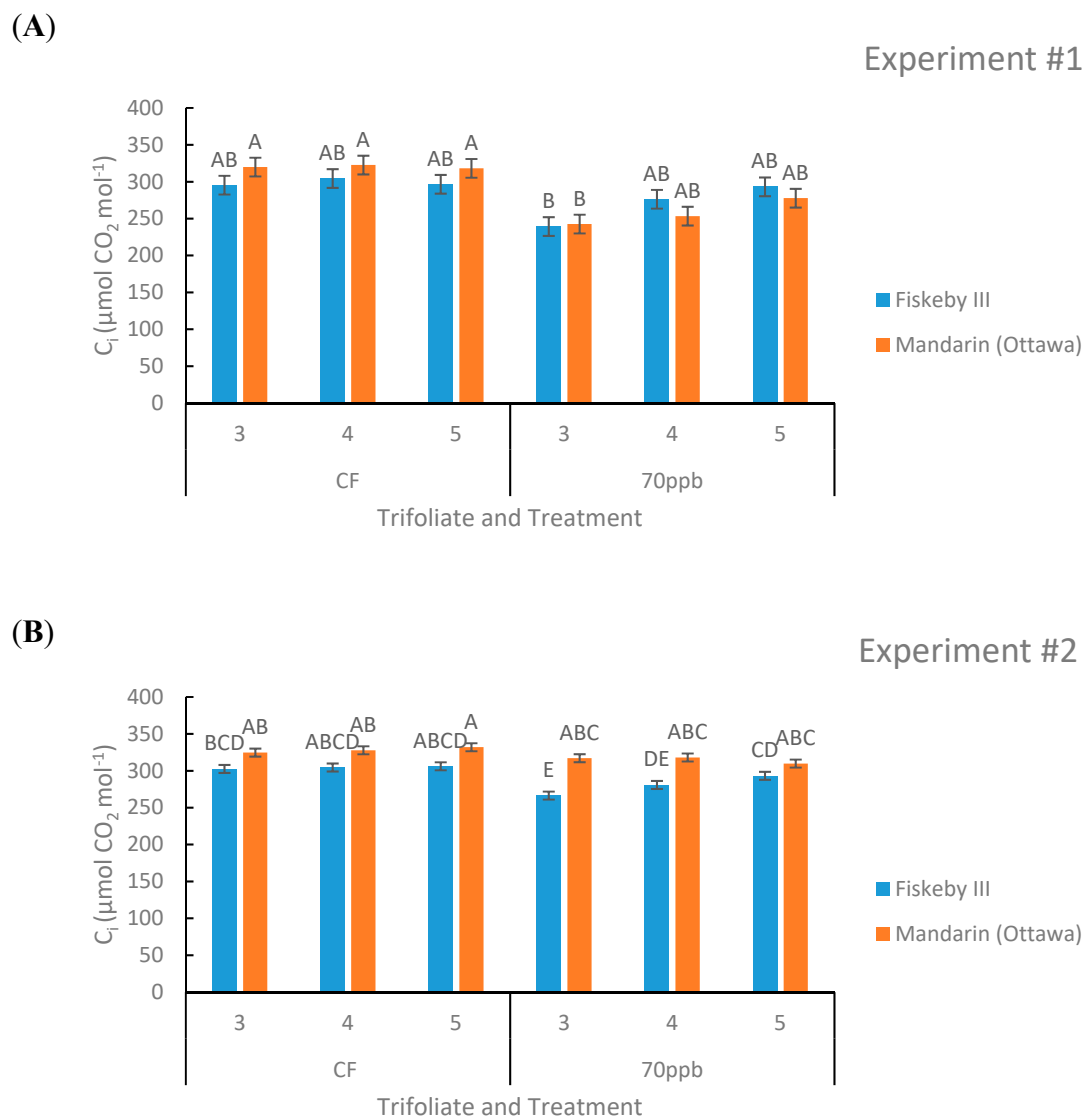 (A)
Experiment #1
400
350
300
250
200
150
100
50
0
Ci (µmol CO2 mol-1)
AB A AB A AB A B B AB AB AB AB
3 4 5 3 4 5
CF 70ppb
Trifoliate and Treatment
Fiskeby III
Mandarin (Ottawa)
(B)
Experiment #2
400
350
300
250
200
150
100
50
0
Ci (µmol CO2 mol-1)
BCD AB ABCD AB ABCD A E ABC DE ABC CD ABC
3 4 5 3 4 5
CF 70ppb
Trifoliate and Treatment
Fiskeby III
Mandarin (Ottawa)